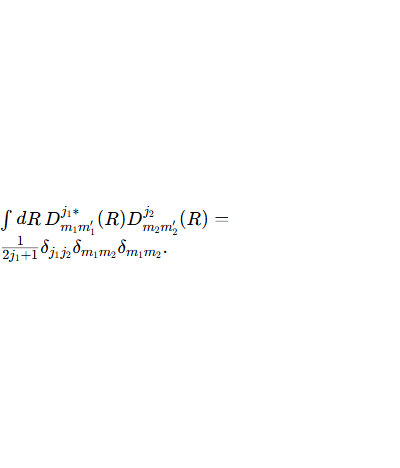 ∫ dR D^{j_1 *}_{m_1 m_1'}(R) D^{j_2}_{m_2 m_2'}(R) =
\frac{1}{2j_1+1} δ_{j_1 j_2} δ_{m_1 m_2} δ_{m_1 m_2}.